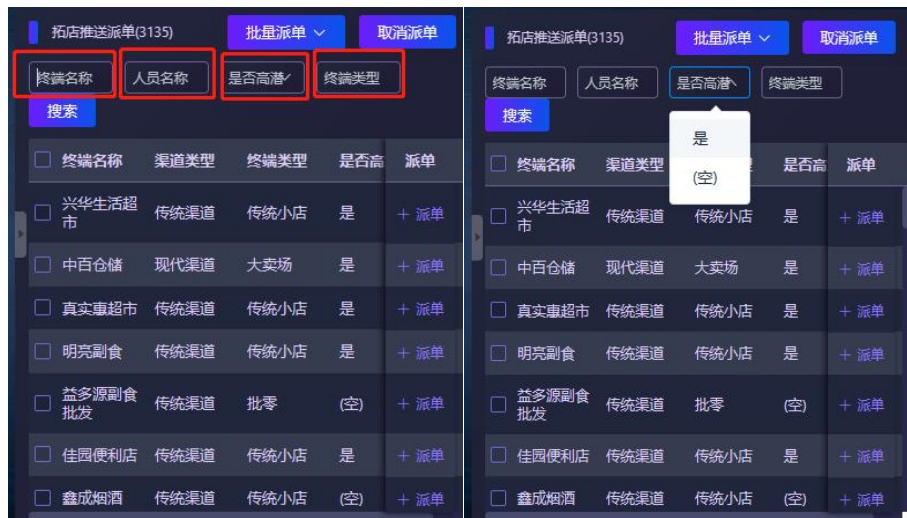 拓店推送派单(3135)
批量派单
取消派单
终端名称
人员名称
是否高潜
终端类型
搜索
终端名称 渠道类型 终端类型 是否高 派单
兴华生活超市 传统渠道 传统小店 是 + 派单
中百仓储 现代渠道 大卖场 是 + 派单
真实惠超市 传统渠道 传统小店 是 + 派单
明亮副食 传统渠道 传统小店 是 + 派单
益多源副食批发 传统渠道 批零 (空) + 派单
佳园便利店 传统渠道 传统小店 是 + 派单
鑫成烟酒 传统渠道 传统小店 (空) + 派单
拓店推送派单(3135)
批量派单
取消派单
终端名称
人员名称
是否高潜
终端类型
搜索
是
(空)
终端名称 渠道类型 是否高 派单
兴华生活超市 传统渠道 传统小店 是 + 派单
中百仓储 现代渠道 大卖场 是 + 派单
真实惠超市 传统渠道 传统小店 是 + 派单
明亮副食 传统渠道 传统小店 是 + 派单
益多源副食批发 传统渠道 批零 (空) + 派单
佳园便利店 传统渠道 传统小店 是 + 派单
鑫成烟酒 传统渠道 传统小店 (空) + 派单